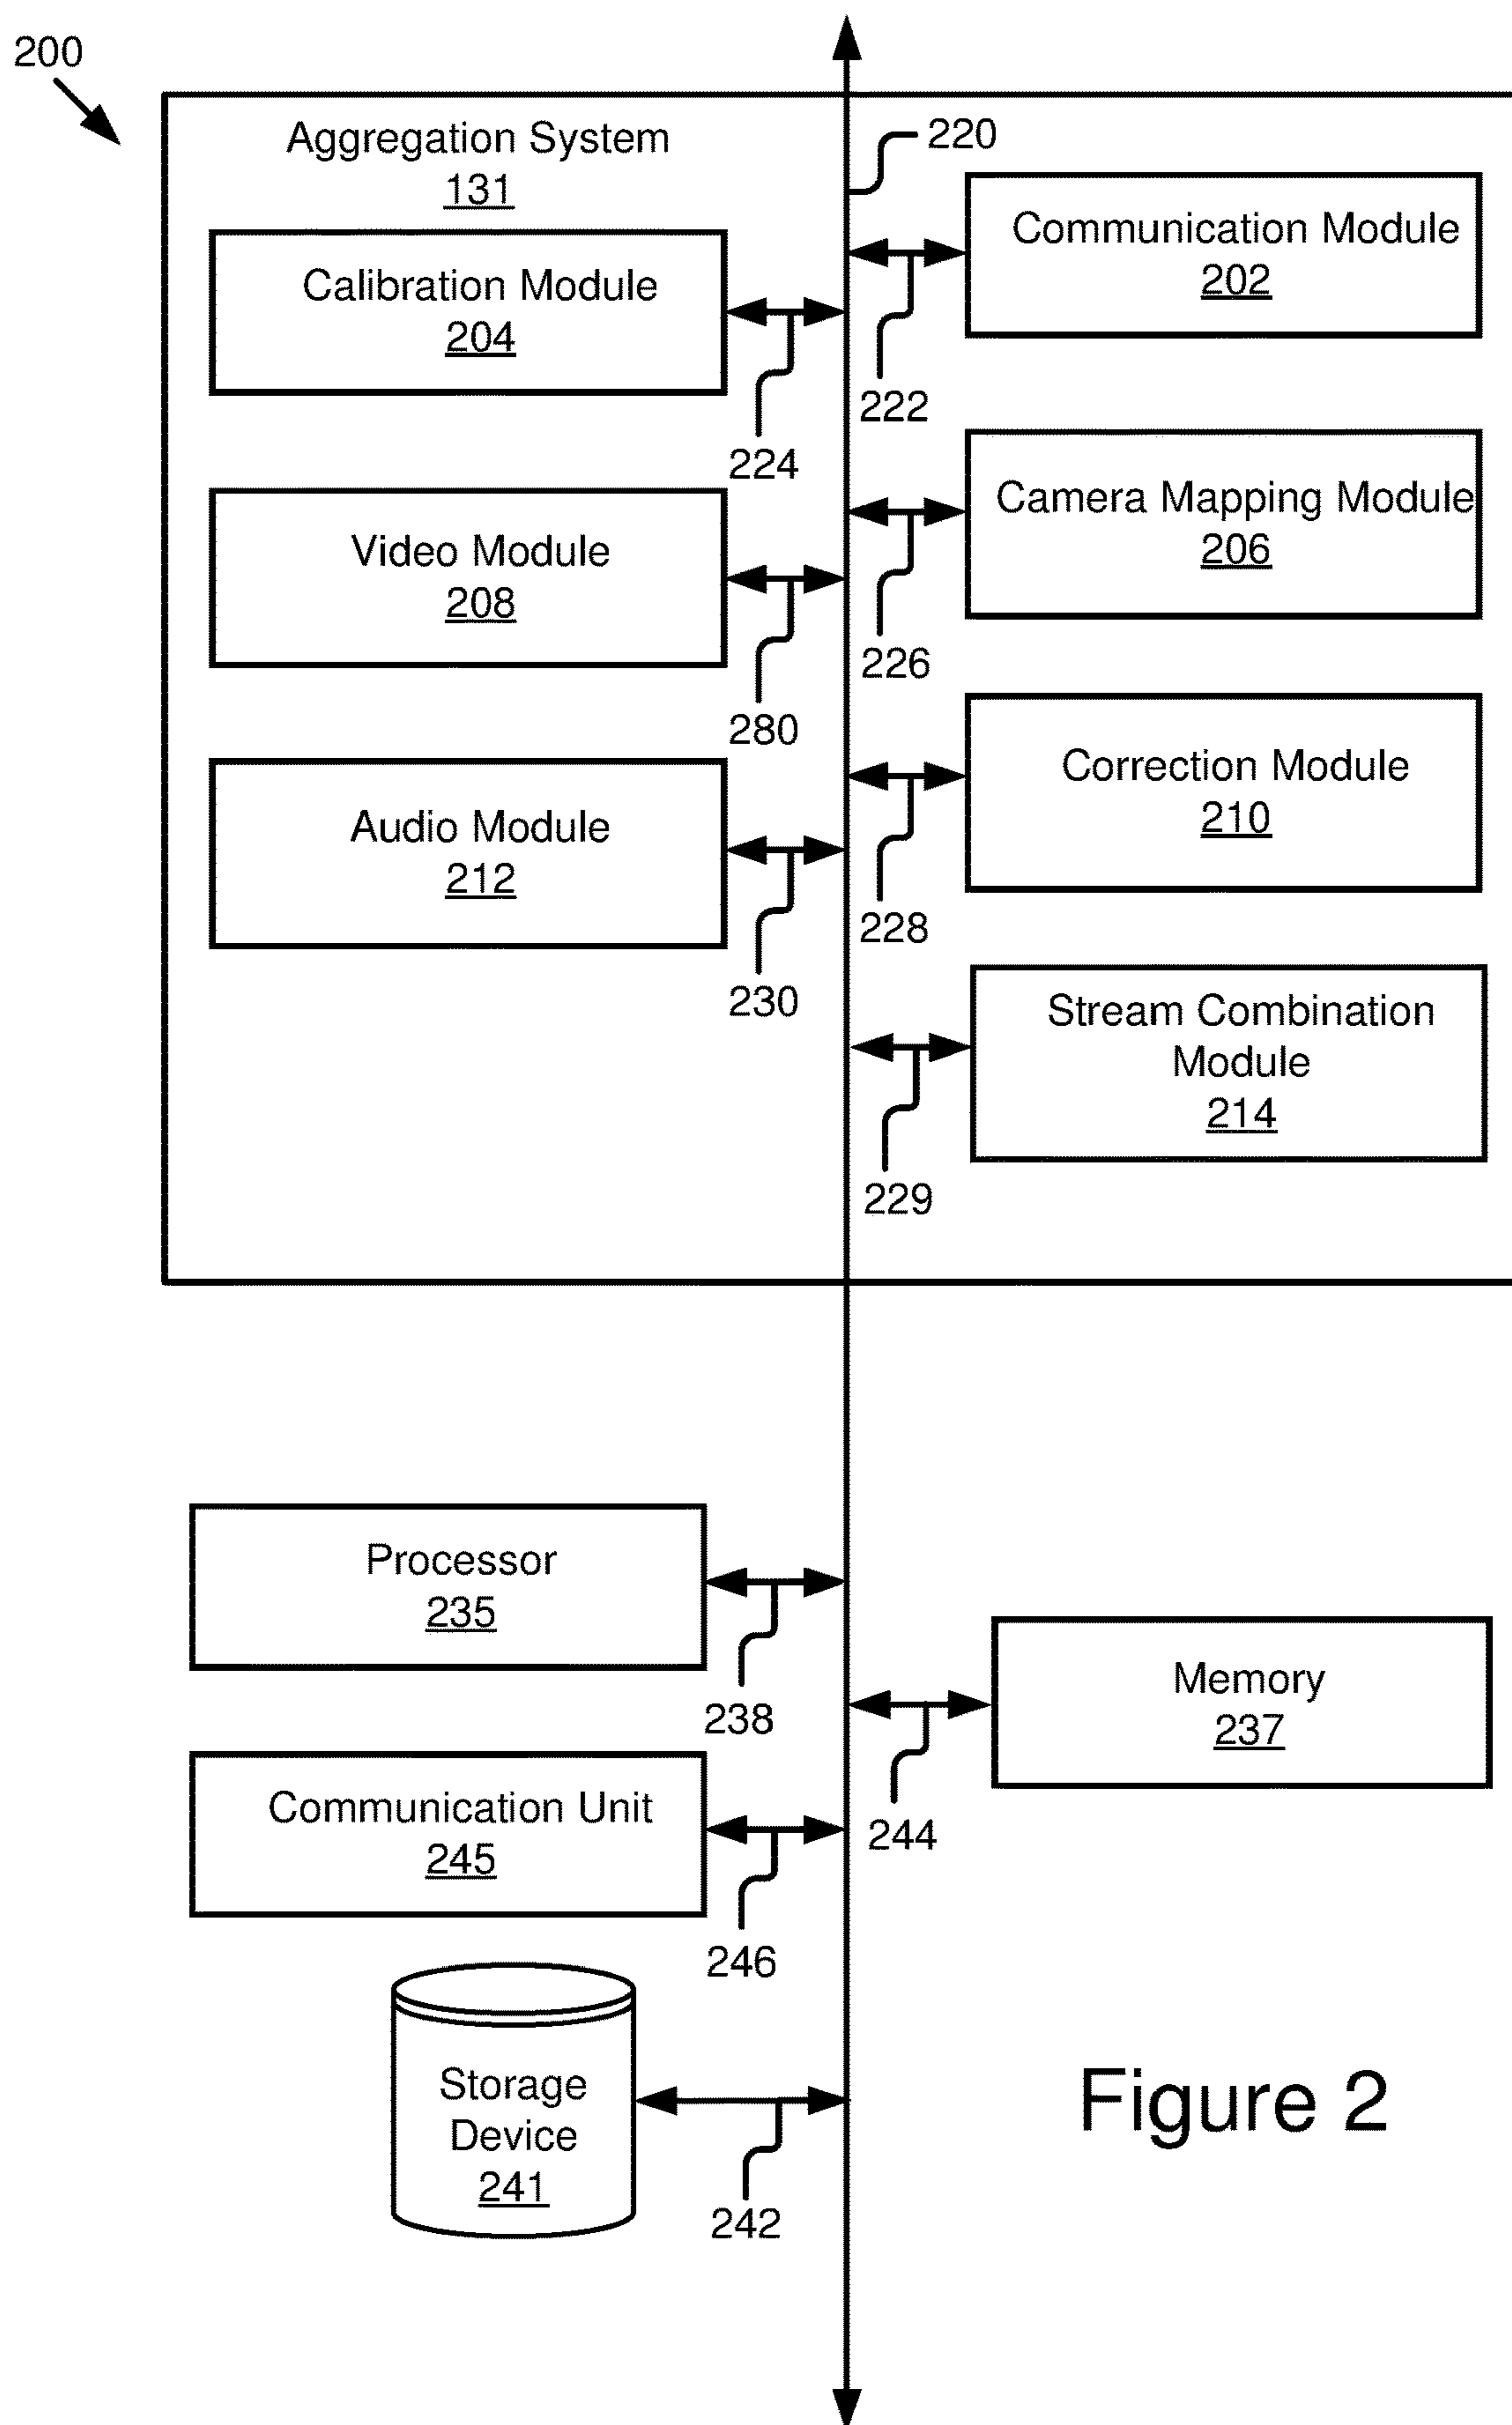 200
Aggregation System
131
220
Communication Module
202
Calibration Module
204
222
224
Camera Mapping Module
206
Video Module
208
226
280
Correction Module
210
Audio Module
212
228
230
Stream Combination
Module
214
229
Processor
235
238
Memory
237
Communication Unit
245
244
246
Storage
Device
241
242
Figure 2